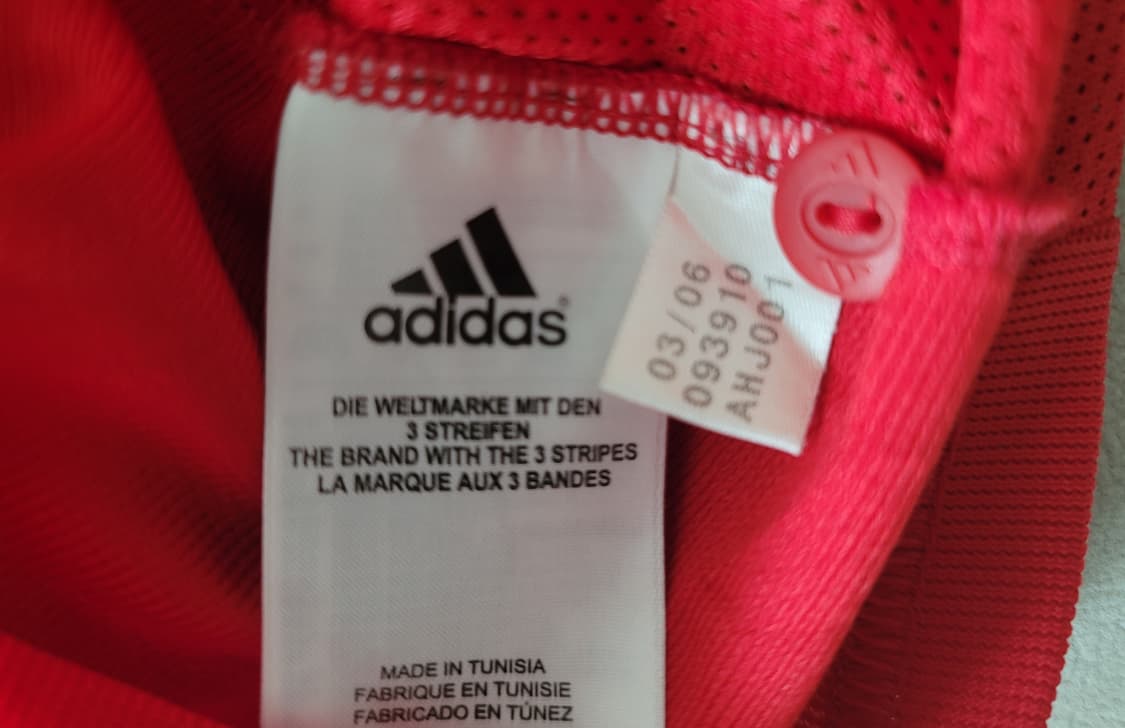 adidas®
DIE WELTMARKE MIT DEN
3 STREIFEN
THE BRAND WITH THE 3 STRIPES
LA MARQUE AUX 3 BANDES
MADE IN TUNISIA
FABRIQUE EN TUNISIE
FABRICADO EN TÚNEZ
03/06
093910
AHJ001